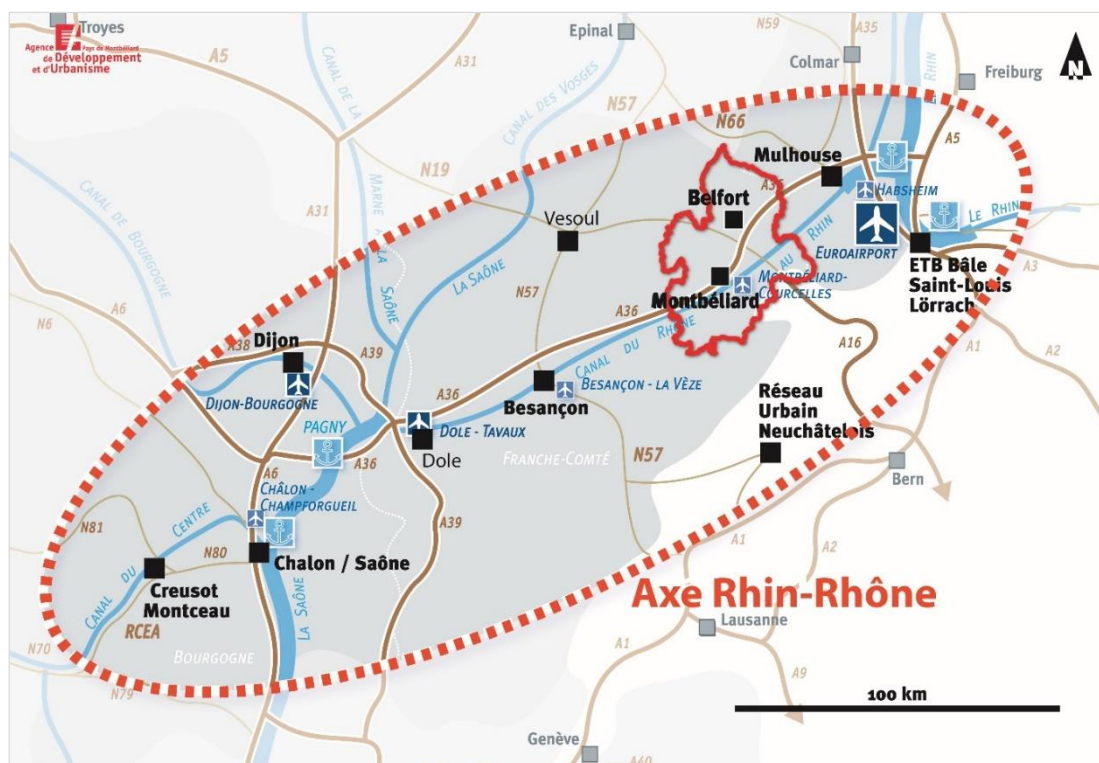 Troyes
Agence
Pays de Montbéliard
de Développement
et d'Urbanisme
A5
CANAL DE LA
MARNE À LA
SAÔNE
A31
Epinal
CANAL DES VOSGES
N57
N59
A35
Colmar
LE RHIN
Freiburg
N
N19
N66
A5
Mulhouse
HABSHEIM
A36
Belfort
AU RHIN
EUROAIRPORT
LE RHIN
ETB Bâle
Saint-Louis
Lörrach
A3
Vesoul
A31
CANAL DE BOURGOGNE
LA SAÔNE
N57
Montbéliard
MONTBÉLIARD-
COURCELLES
A36
CANAL DU RHÔNE
A16
A1
A2
A6
N6
A38
Dijon
DIJON-BOURGOGNE
A39
A36
BESANÇON - LA VÈZE
Besançon
Réseau
Urbain
Neuchâtelois
PAGNY
DOLE - TAVAUX
Dole
A36
FRANCHE-COMTÉ
N57
Bern
A6
CHÂLON -
CHAMPFORGUEIL
N81
CANAL DU CENTRE
N80
A39
A1
A2
Chalon / Saône
Creusot
Montceau
LA SAÔNE
RCEA
Axe Rhin-Rhône
Lausanne
A1
A9
N70
BOURGOGNE
N79
100 km
Genève
A40